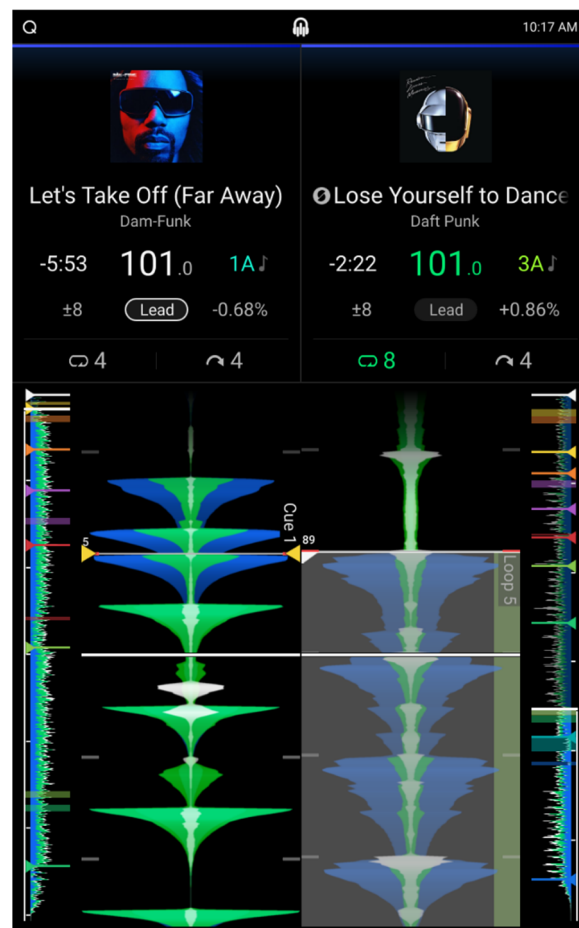 10:17 AM
Let's Take Off (Far Away)
Dam-Funk
-5:53
101.0
1A
±8
Lead
-0.68%
4
4
Lose Yourself to Dance
Daft Punk
-2:22
101.0
3A
±8
Lead
+0.86%
8
4
5
Cue 1
89
Loop 5